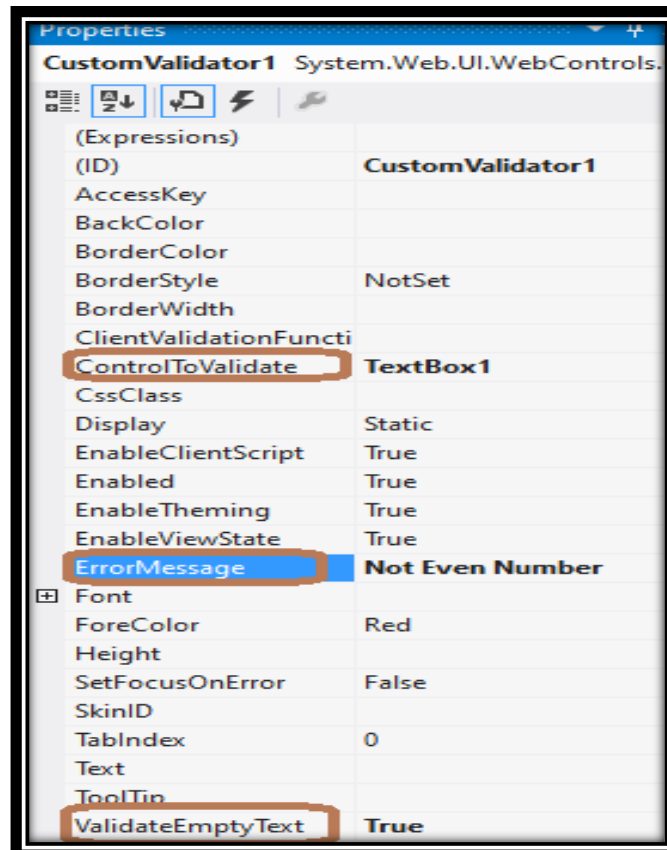 Properties
CustomValidator1 System.Web.UI.WebControls.
(Expressions)
(ID) CustomValidator1
AccessKey
BackColor
BorderColor
BorderStyle NotSet
BorderWidth
ClientValidationFuncti
ControlToValidate TextBox1
CssClass
Display Static
EnableClientScript True
Enabled True
EnableTheming True
EnableViewState True
ErrorMessage Not Even Number
Font
ForeColor Red
Height
SetFocusOnError False
SkinID
TabIndex 0
Text
ToolTip
ValidateEmptyText True